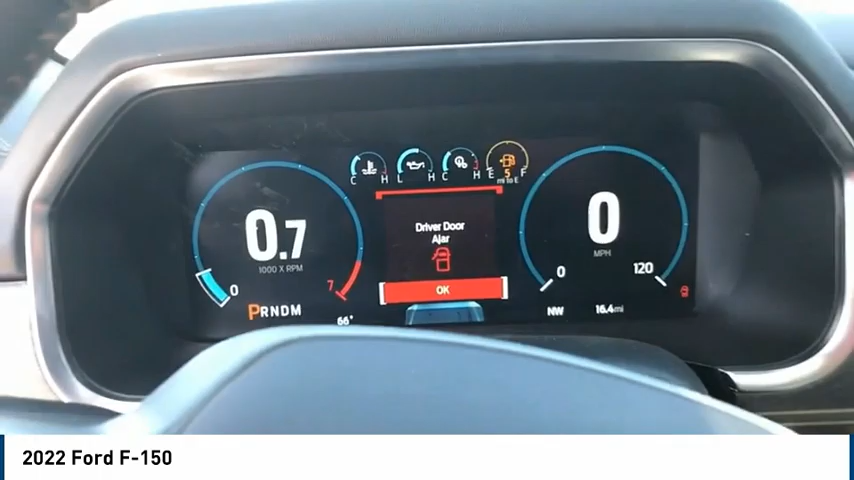 C H L H C H E 5 F
mi to E
0.7
1000 X RPM
0 7
PRNDM
66°
Driver Door
Ajar
OK
0
MPH
0 120
NW 16.4mi
2022 Ford F-150